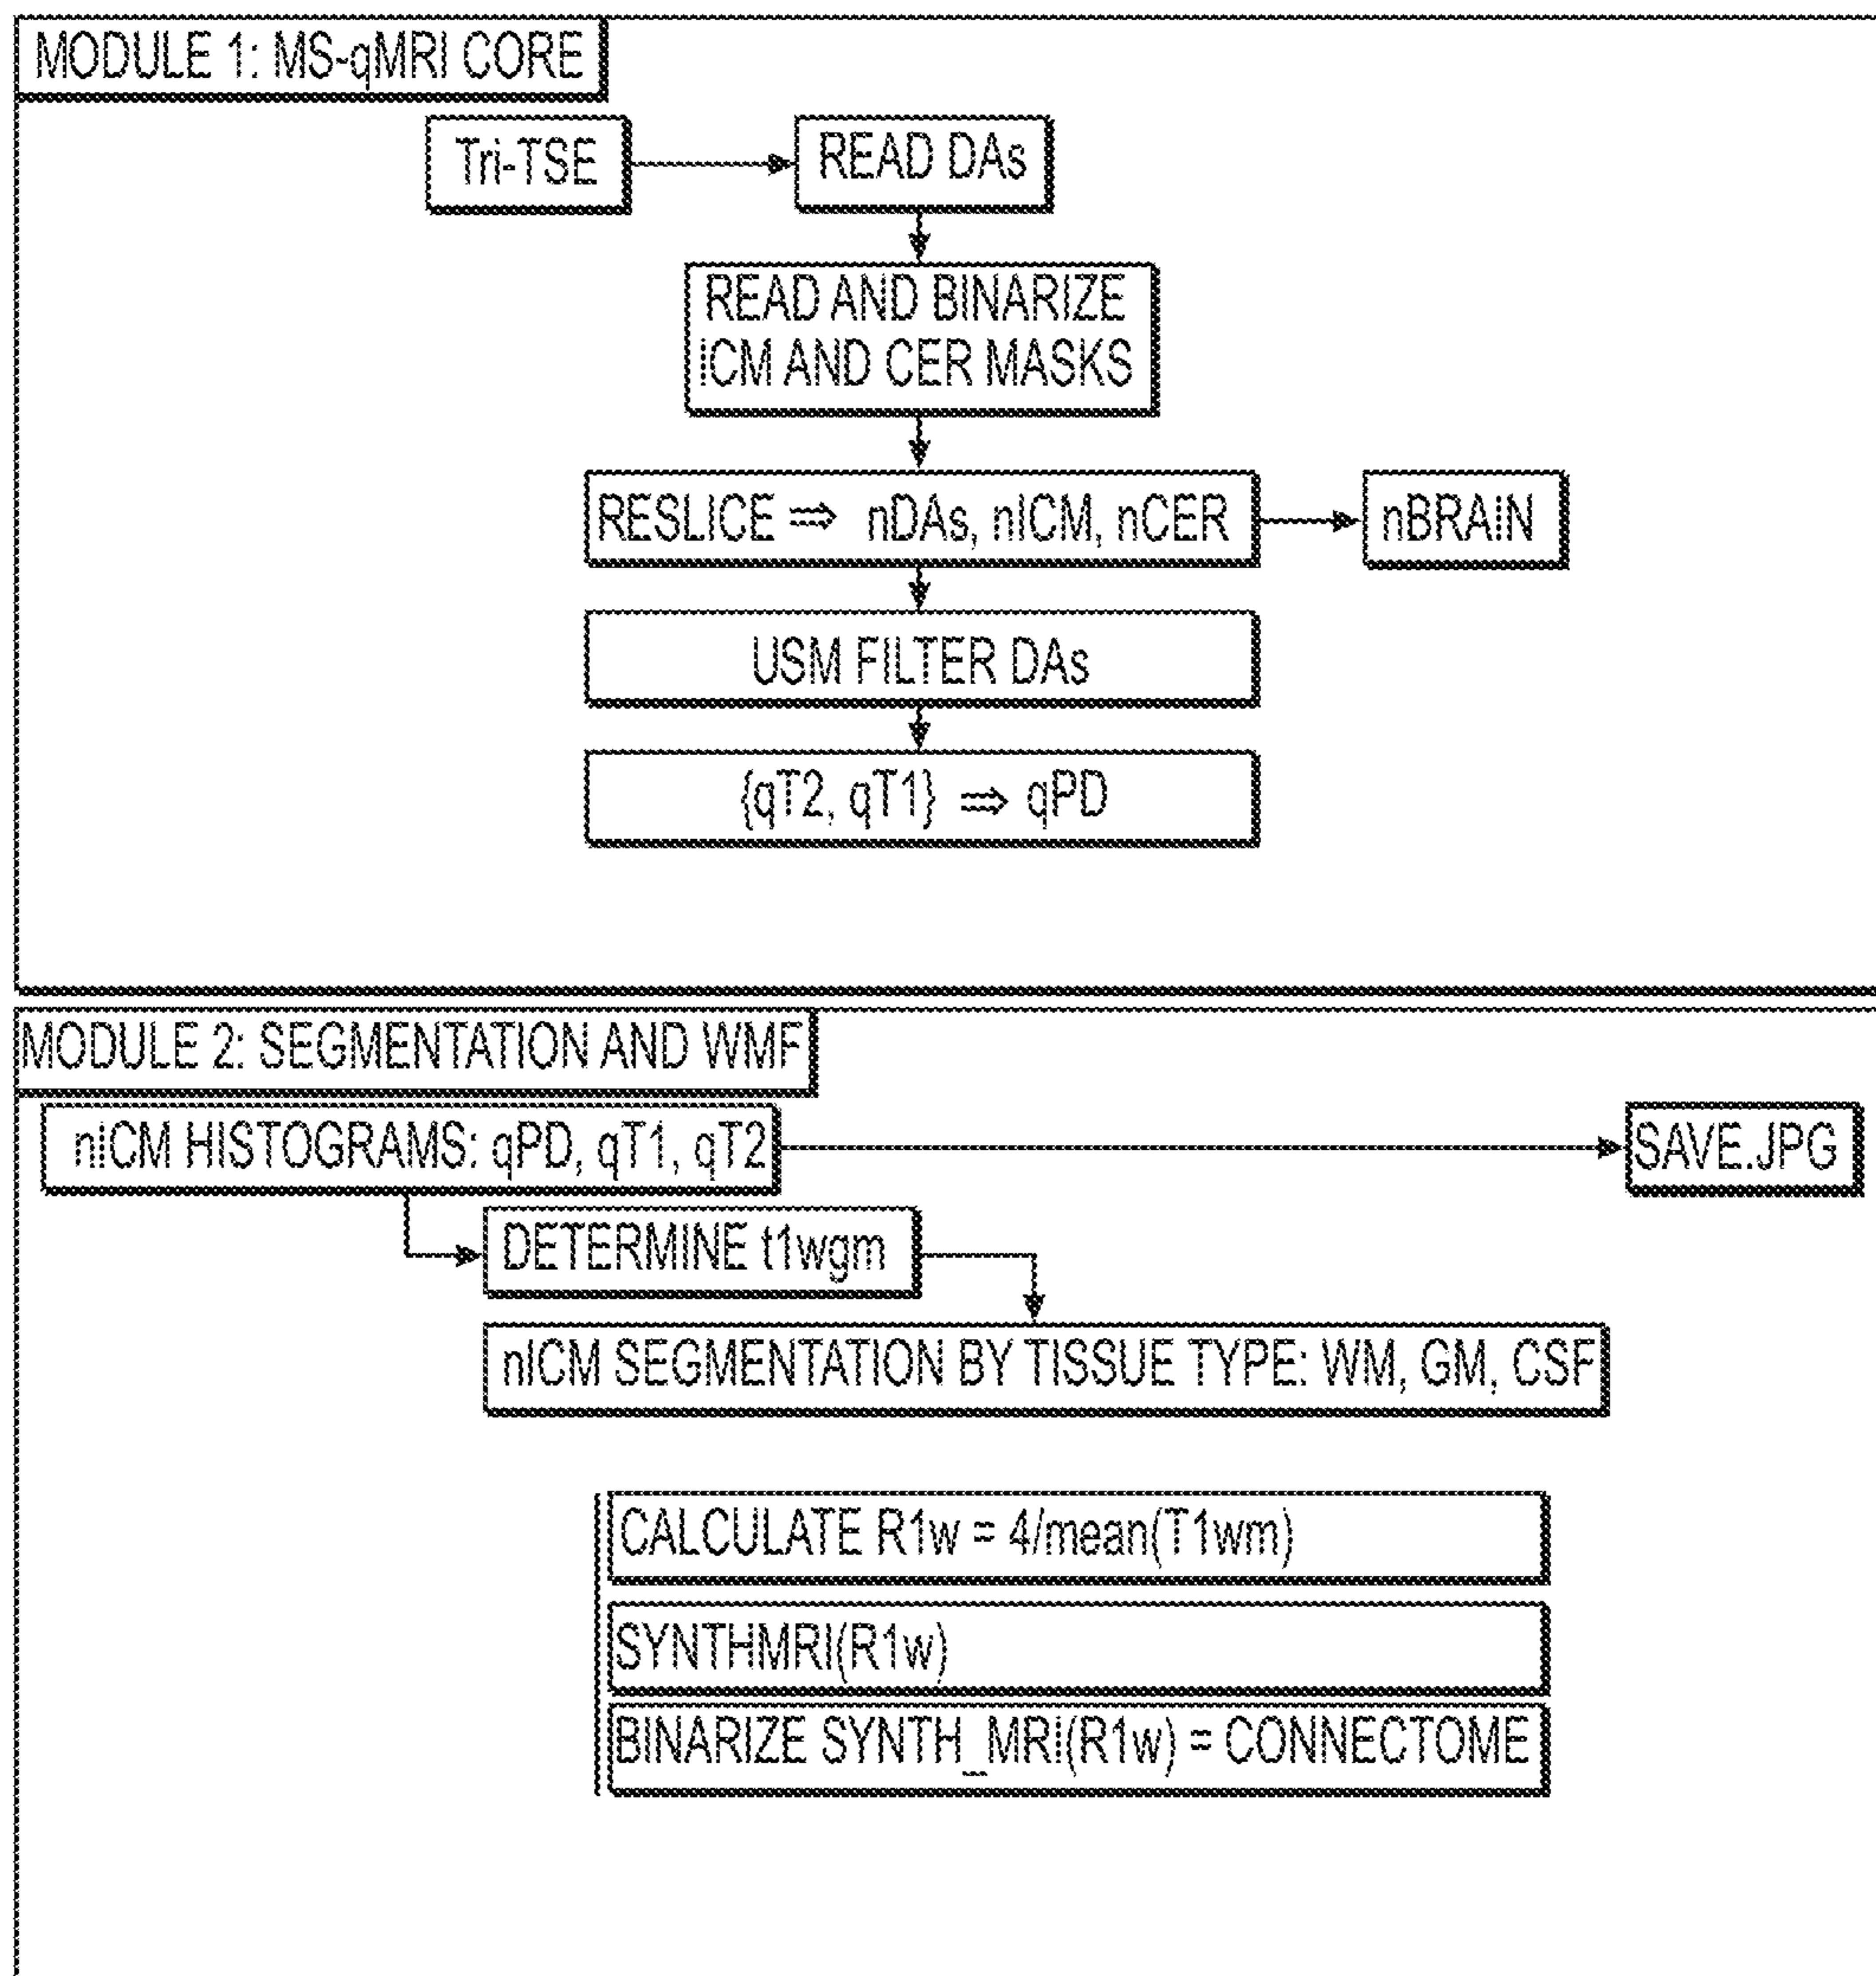 MODULE 1: MS-qMRI CORE
Tri-TSE
READ DAs
READ AND BINARIZE
ICM AND CER MASKS
RESLICE ⇒ nDAs, nICM, nCER
nBRAIN
USM FILTER DAs
{qT2, qT1} ⇒ qPD
MODULE 2: SEGMENTATION AND WMF
nICM HISTOGRAMS: qPD, qT1, qT2
SAVE.JPG
DETERMINE t1wgm
nICM SEGMENTATION BY TISSUE TYPE: WM, GM, CSF
CALCULATE R1w = 4/mean(T1wm)
SYNTHMRI(R1w)
BINARIZE SYNTH_MRI(R1w) = CONNECTOME